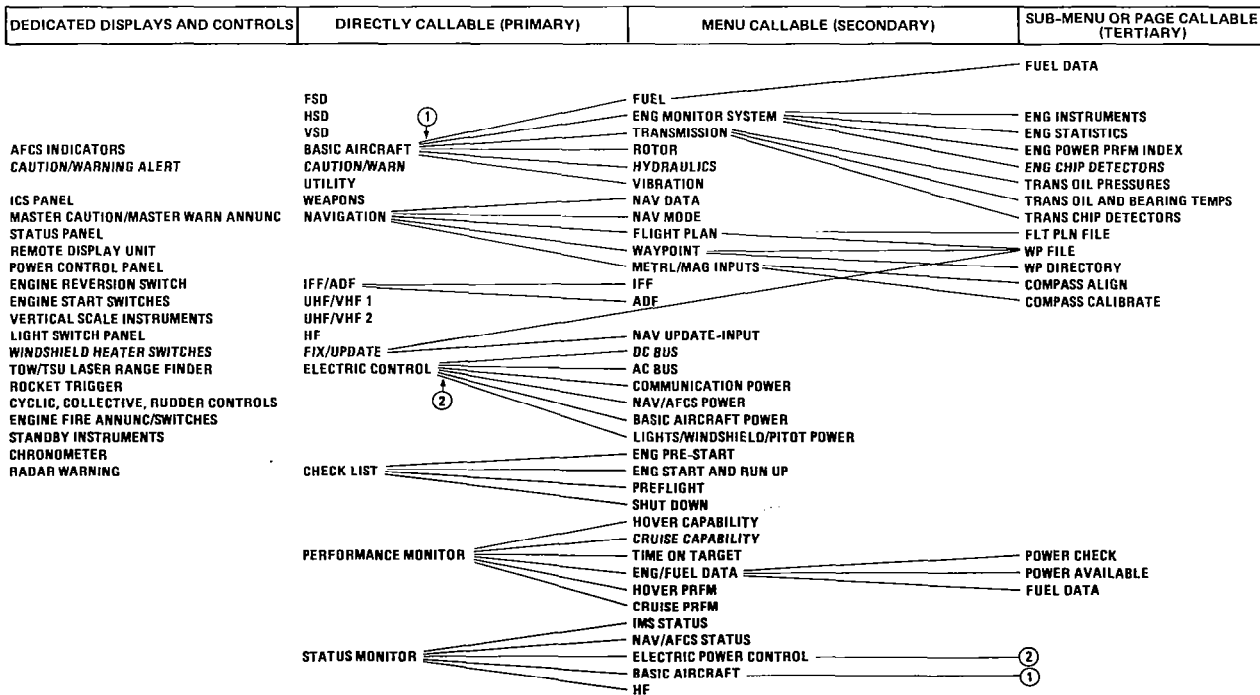 DEDICATED DISPLAYS AND CONTROLS
DIRECTLY CALLABLE (PRIMARY)
MENU CALLABLE (SECONDARY)
SUB-MENU OR PAGE CALLABLE
(TERTIARY)
AFCS INDICATORS
CAUTION/WARNING ALERT
ICS PANEL
MASTER CAUTION/MASTER WARN ANNUNC
STATUS PANEL
REMOTE DISPLAY UNIT
POWER CONTROL PANEL
ENGINE REVERSION SWITCH
ENGINE START SWITCHES
VERTICAL SCALE INSTRUMENTS
LIGHT SWITCH PANEL
WINDSHIELD HEATER SWITCHES
TOW/TSU LASER RANGE FINDER
ROCKET TRIGGER
CYCLIC, COLLECTIVE, RUDDER CONTROLS
ENGINE FIRE ANNUNC/SWITCHES
STANDBY INSTRUMENTS
CHRONOMETER
RADAR WARNING
FSD
HSD
VSD
1
BASIC AIRCRAFT
CAUTION/WARN
UTILITY
WEAPONS
NAVIGATION
IFF/ADF
UHF/VHF 1
UHF/VHF 2
HF
FIX/UPDATE
ELECTRIC CONTROL
2
CHECK LIST
PERFORMANCE MONITOR
STATUS MONITOR
FUEL
ENG MONITOR SYSTEM
TRANSMISSION
ROTOR
HYDRAULICS
VIBRATION
NAV DATA
NAV MODE
FLIGHT PLAN
WAYPOINT
METRL/MAG INPUTS
IFF
ADF
NAV UPDATE-INPUT
DC BUS
AC BUS
COMMUNICATION POWER
NAV/AFCS POWER
BASIC AIRCRAFT POWER
LIGHTS/WINDSHIELD/PITOT POWER
ENG PRE-START
ENG START AND RUN UP
PREFLIGHT
SHUT DOWN
HOVER CAPABILITY
CRUISE CAPABILITY
TIME ON TARGET
ENG/FUEL DATA
HOVER PRFM
CRUISE PRFM
IMS STATUS
NAV/AFCS STATUS
ELECTRIC POWER CONTROL
BASIC AIRCRAFT
HF
FUEL DATA
ENG INSTRUMENTS
ENG STATISTICS
ENG POWER PRFM INDEX
ENG CHIP DETECTORS
TRANS OIL PRESSURES
TRANS OIL AND BEARING TEMPS
TRANS CHIP DETECTORS
FLT PLN FILE
WP FILE
WP DIRECTORY
COMPASS ALIGN
COMPASS CALIBRATE
POWER CHECK
POWER AVAILABLE
FUEL DATA
2
1